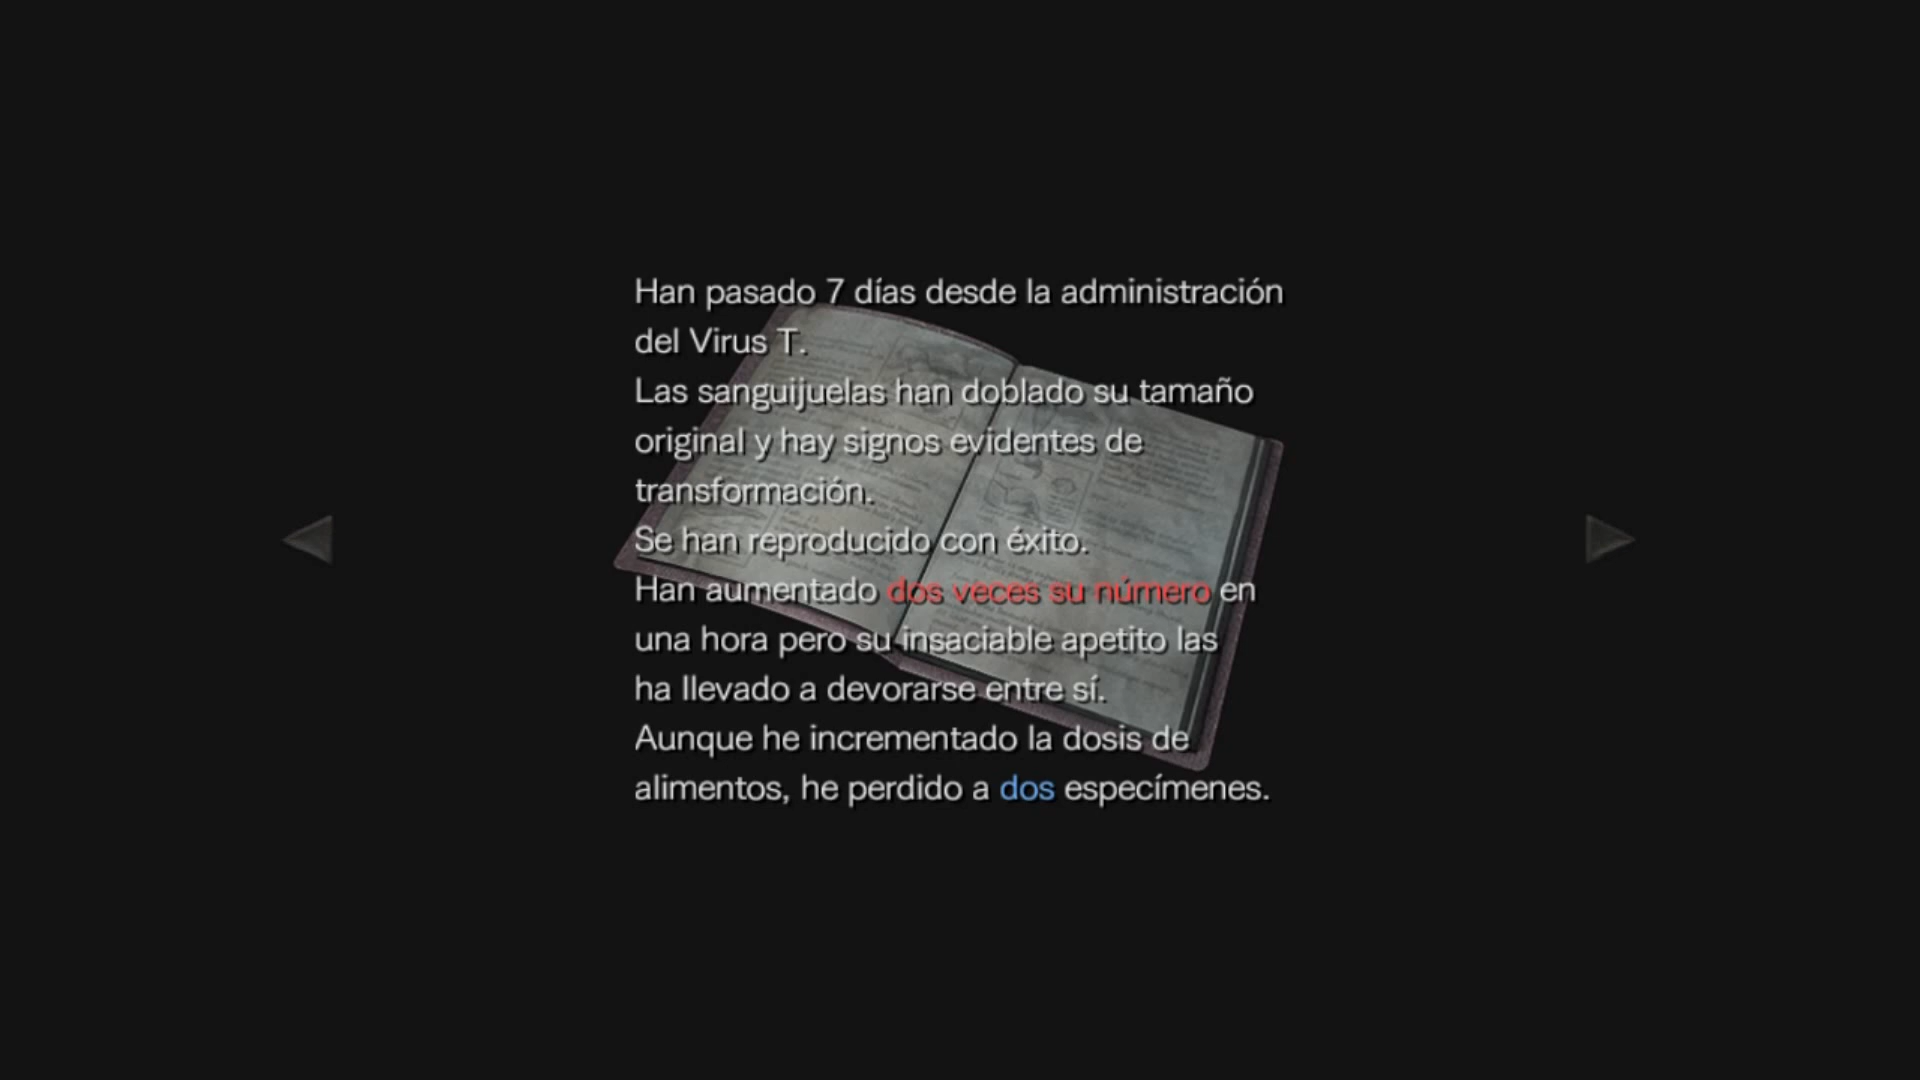 Han pasado 7 días desde la administración
del Virus T.
Las sanguijuelas han doblado su tamaño
original y hay signos evidentes de
transformación.
Se han reproducido con éxito.
Han aumentado dos veces su número en
una hora pero su insaciable apetito las
ha llevado a devorarse entre sí.
Aunque he incrementado la dosis de
alimentos, he perdido a dos especímenes.